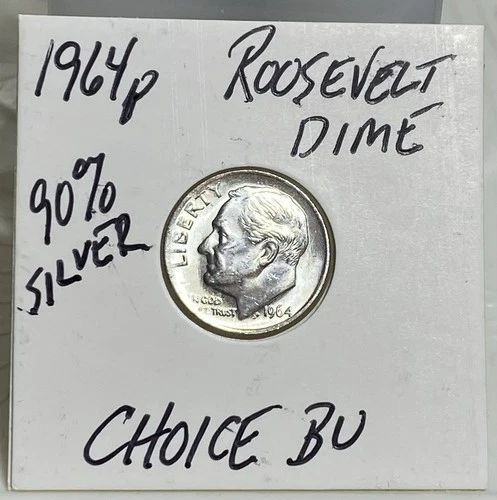 1964p
ROOSEVELT
DIME
90%
SILVER
LIBERTY
IN GOD
WE TRUST
1964
CHOICE BU